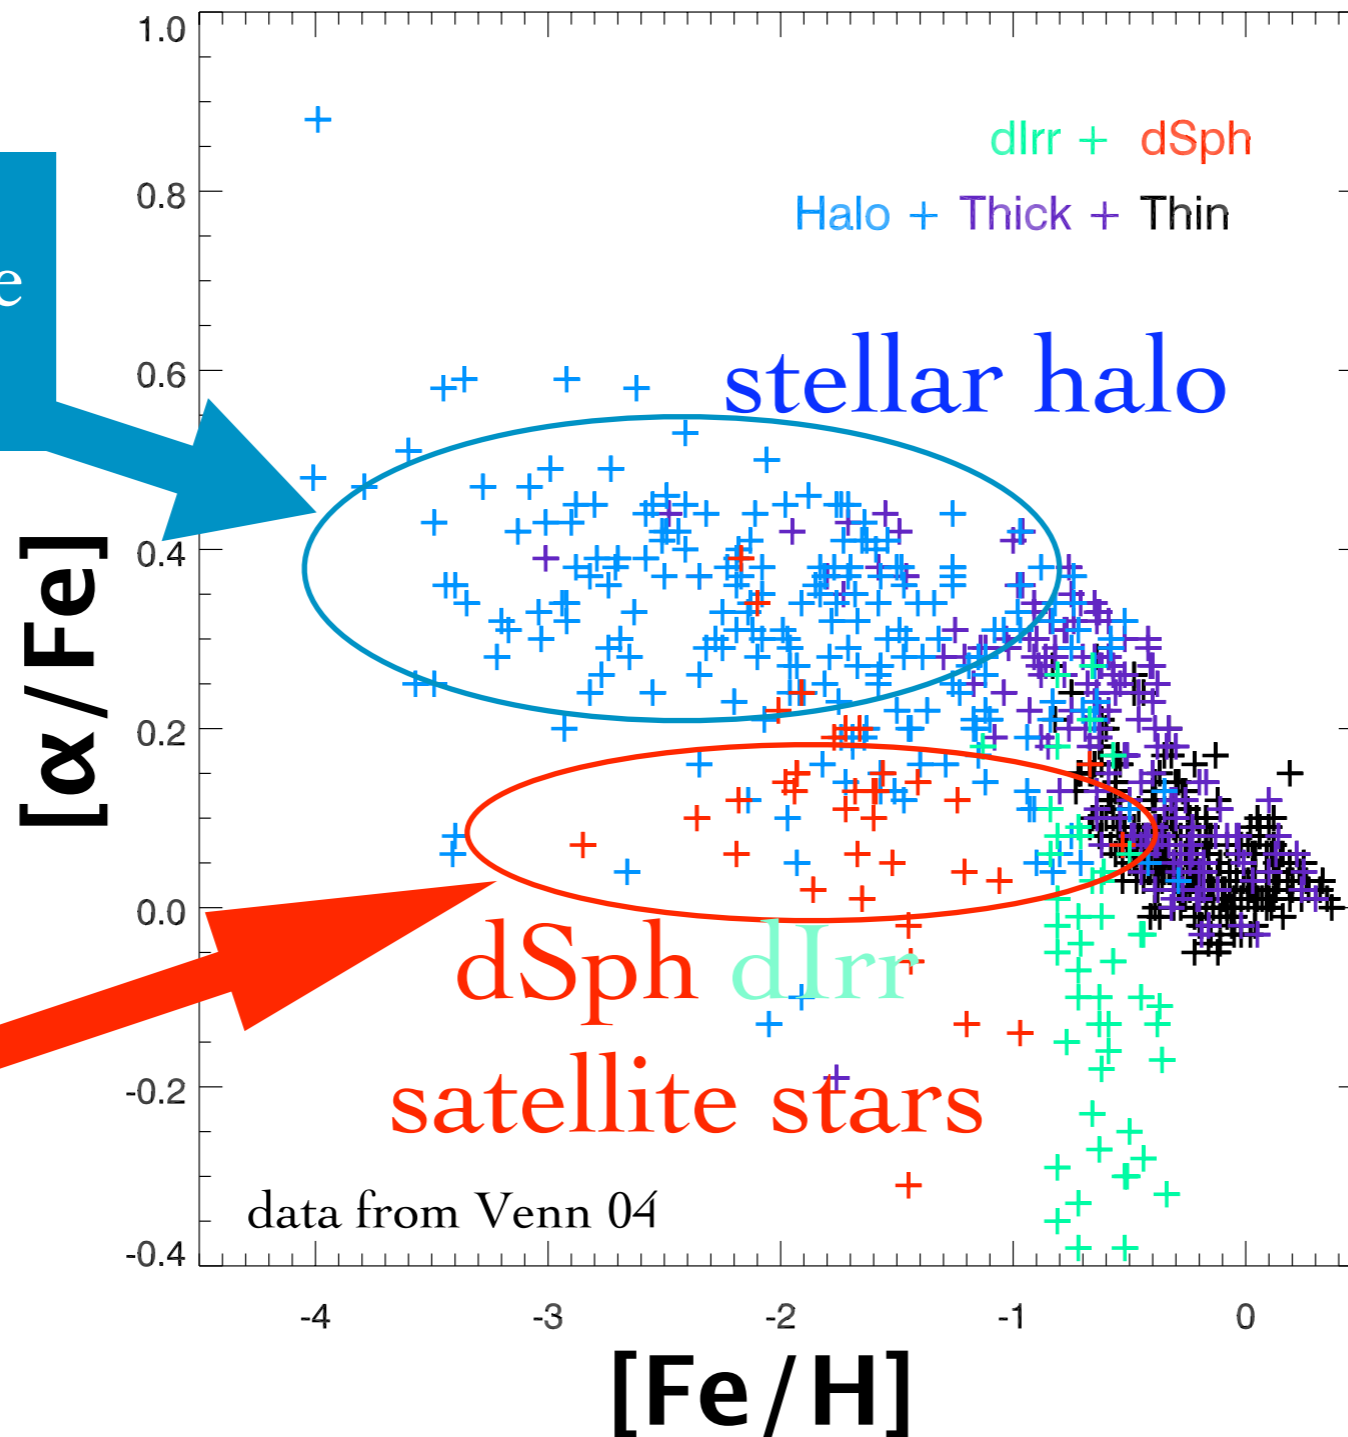 1.0
dIrr + dSph
0.8
Halo + Thick + Thin
e
0.6
stellar halo
0.4
[α/Fe]
0.2
0.0
dSph dIrr
-0.2
satellite stars
data from Venn 04
-0.4
-4 -3 -2 -1 0
[Fe/H]